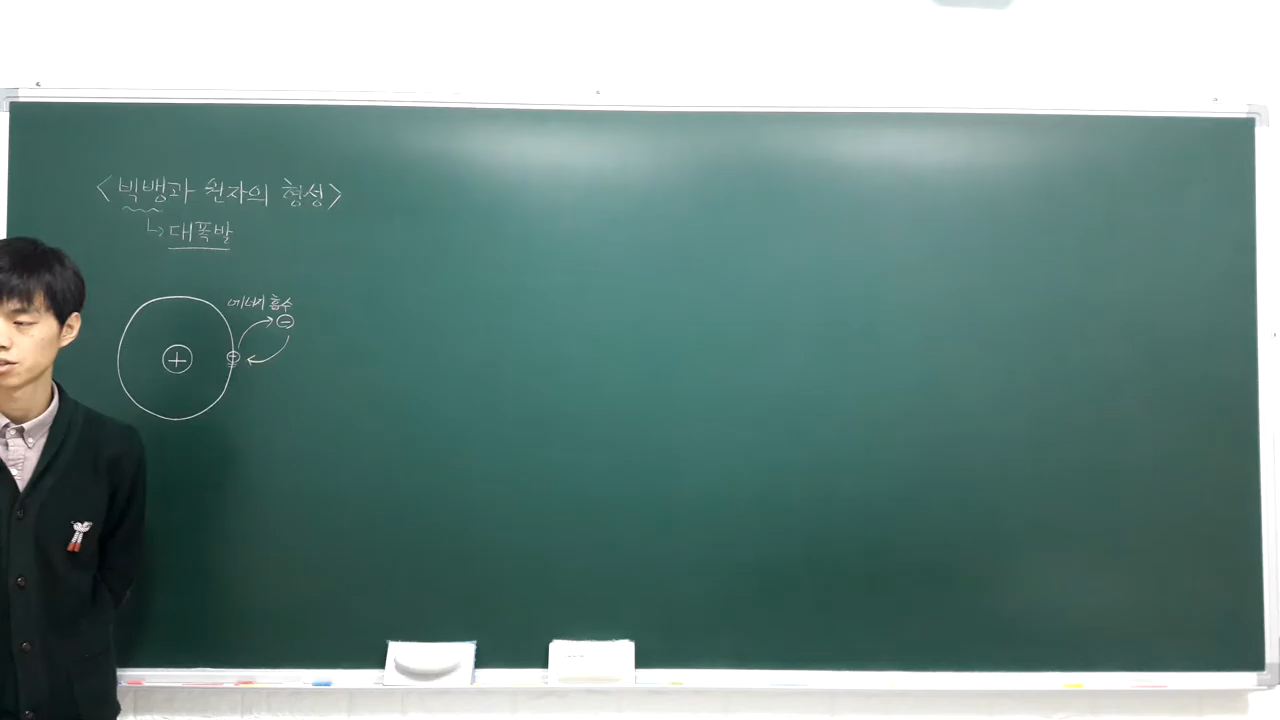 <빅뱅과 원자의 형성>
↳ 대폭발
에너지 흡수
⊖
⊕ ⊖